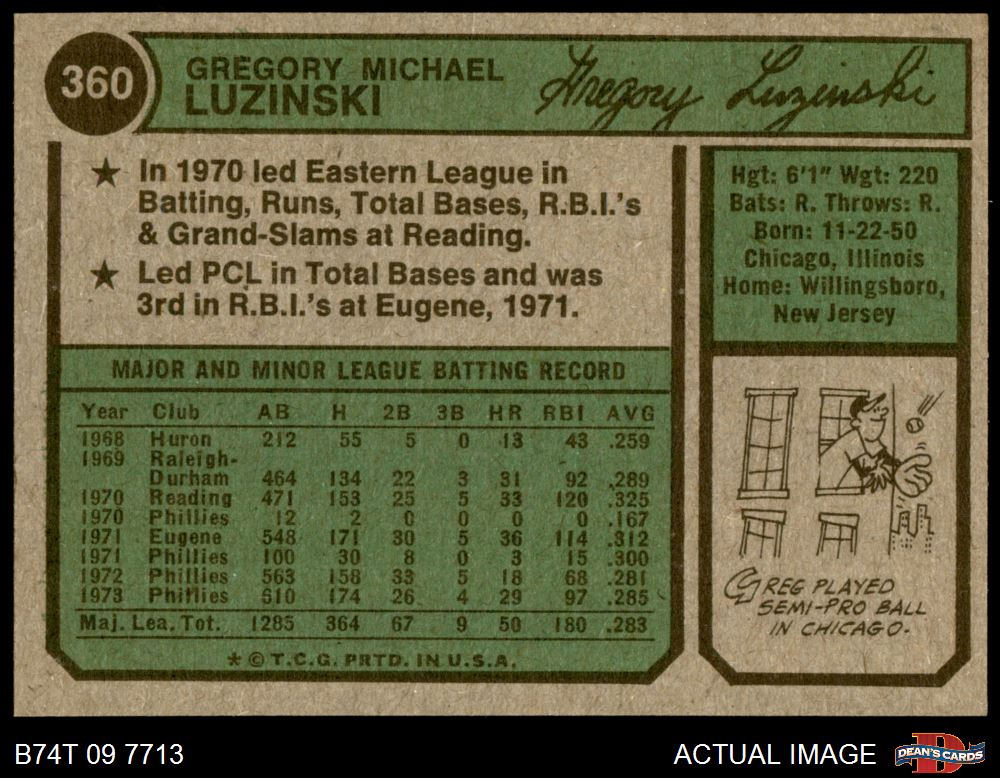 360
GREGORY MICHAEL
LUZINSKI
Gregory Luzinski
★ In 1970 led Eastern League in
Batting, Runs, Total Bases, R.B.I.'s
& Grand-Slams at Reading.
★ Led PCL in Total Bases and was
3rd in R.B.I.'s at Eugene, 1971.
Hgt: 6'1" Wgt: 220
Bats: R. Throws: R.
Born: 11-22-50
Chicago, Illinois
Home: Willingsboro,
New Jersey
MAJOR AND MINOR LEAGUE BATTING RECORD
Year Club AB H 2B 3B HR RBI AVG
1968 Huron 212 55 5 0 13 43 .259
1969 Raleigh-
Durham 464 134 22 3 31 92 .289
1970 Reading 471 153 25 5 33 120 .325
1970 Phillies 12 2 0 0 0 0 .167
1971 Eugene 548 171 30 5 36 114 .312
1971 Phillies 100 30 8 0 3 15 .300
1972 Phillies 563 158 33 5 18 68 .281
1973 Phillies 610 174 26 4 29 97 .285
Maj. Lea. Tot. 1285 364 67 9 50 180 .283
* © T.C.G. PRTD. IN U.S.A.
GREG PLAYED
SEMI-PRO BALL
IN CHICAGO.
B74T 09 7713
ACTUAL IMAGE
DEAN'S CARDS